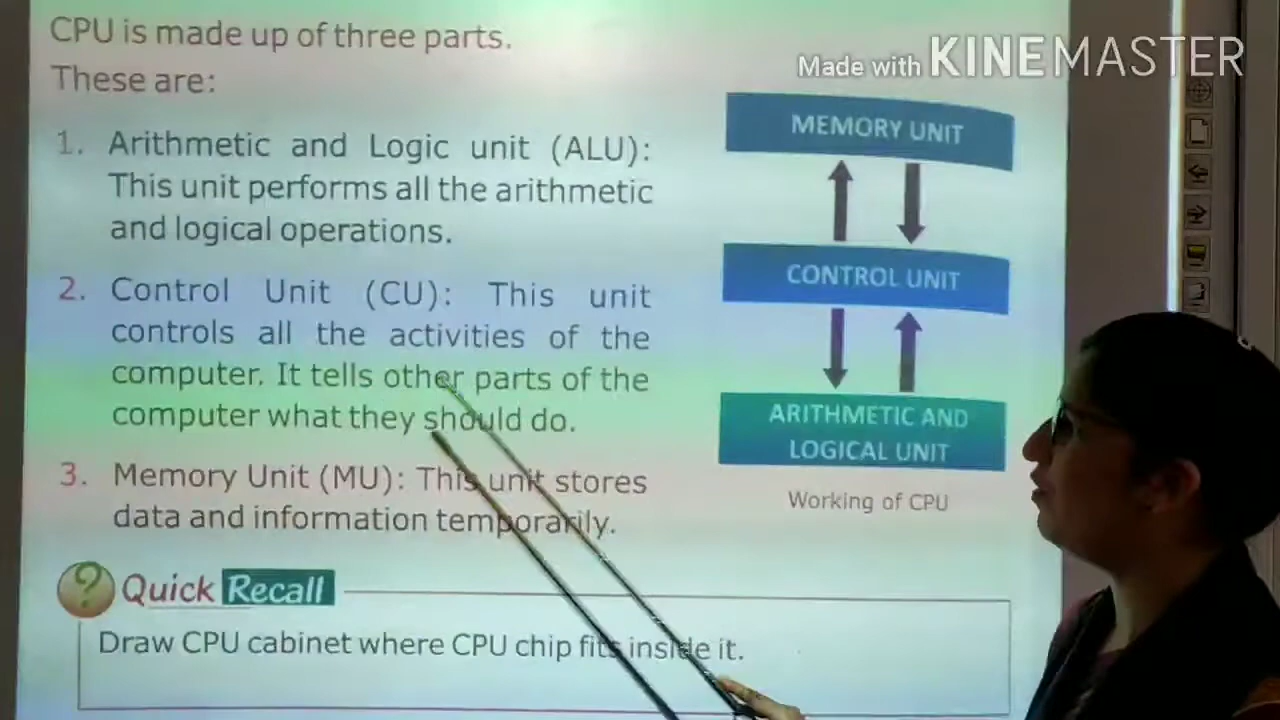 CPU is made up of three parts.
These are:
Made with KINEMASTER
1. Arithmetic and Logic unit (ALU):
This unit performs all the arithmetic
and logical operations.
2. Control Unit (CU): This unit
controls all the activities of the
computer. It tells other parts of the
computer what they should do.
3. Memory Unit (MU): This unit stores
data and information temporarily.
MEMORY UNIT
CONTROL UNIT
ARITHMETIC AND
LOGICAL UNIT
Working of CPU
? Quick Recall
Draw CPU cabinet where CPU chip fits inside it.